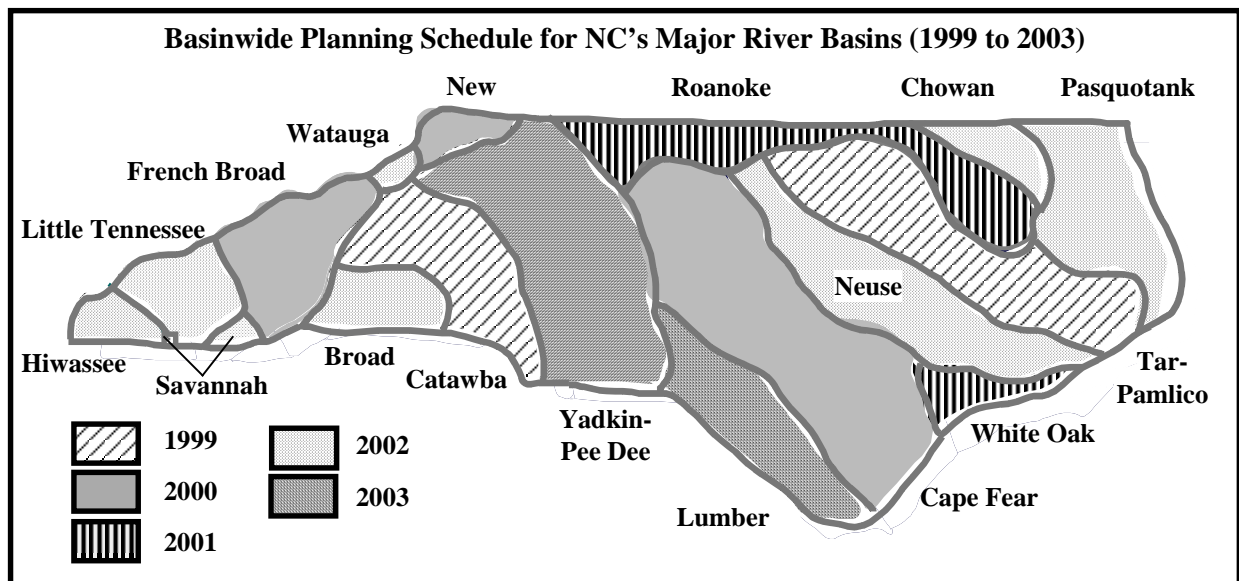 Basinwide Planning Schedule for NC's Major River Basins (1999 to 2003)
New
Roanoke
Chowan
Pasquotank
Watauga
French Broad
Little Tennessee
Neuse
Hiwassee
Savannah
Broad
Catawba
Yadkin-
Pee Dee
Tar-
Pamlico
White Oak
Cape Fear
Lumber
1999
2000
2001
2002
2003